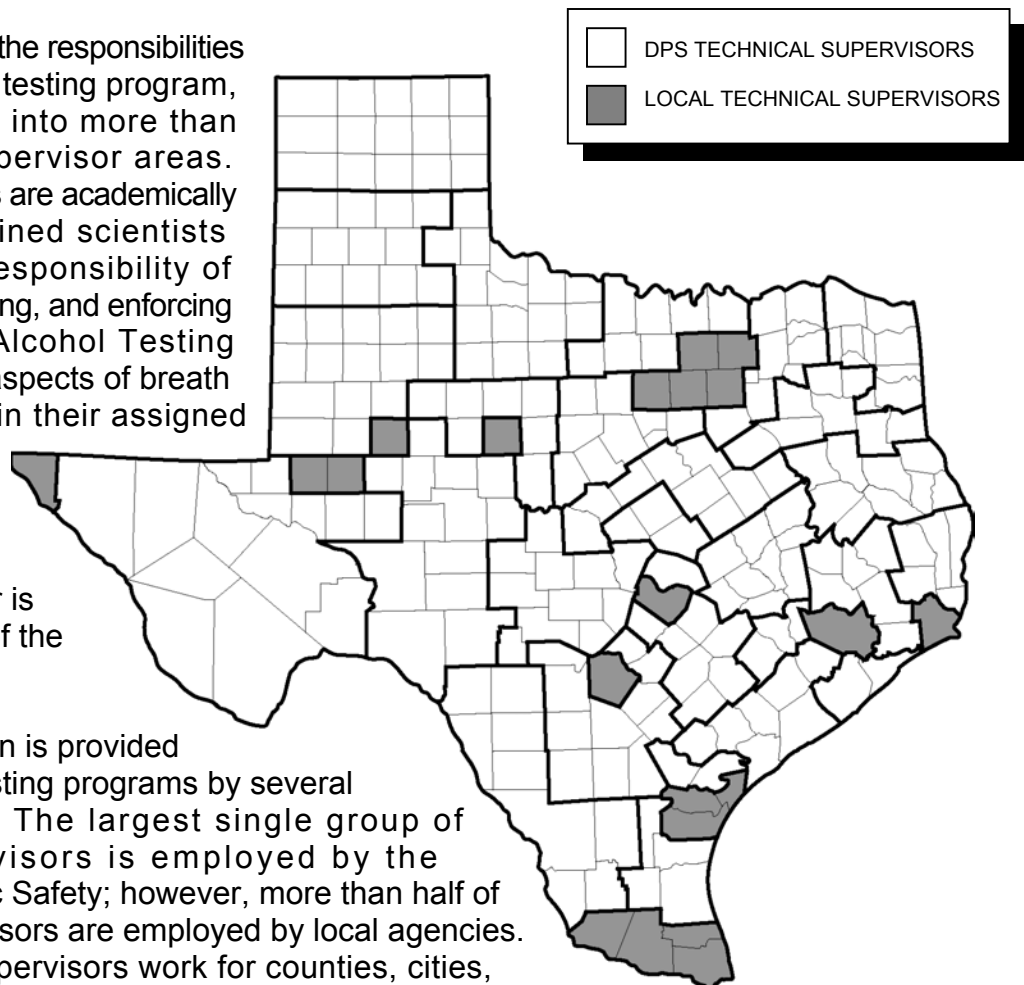 DPS TECHNICAL SUPERVISORS
LOCAL TECHNICAL SUPERVISORS
the responsibilities
testing program,
into more than
pervisor areas.
s are academically
ined scientists
esponsibility of
ng, and enforcing
Alcohol Testing
aspects of breath
in their assigned
r is
f the
n is provided
sting programs by several
The largest single group of
visors is employed by the
c Safety; however, more than half of
sors are employed by local agencies.
upervisors work for counties, cities,